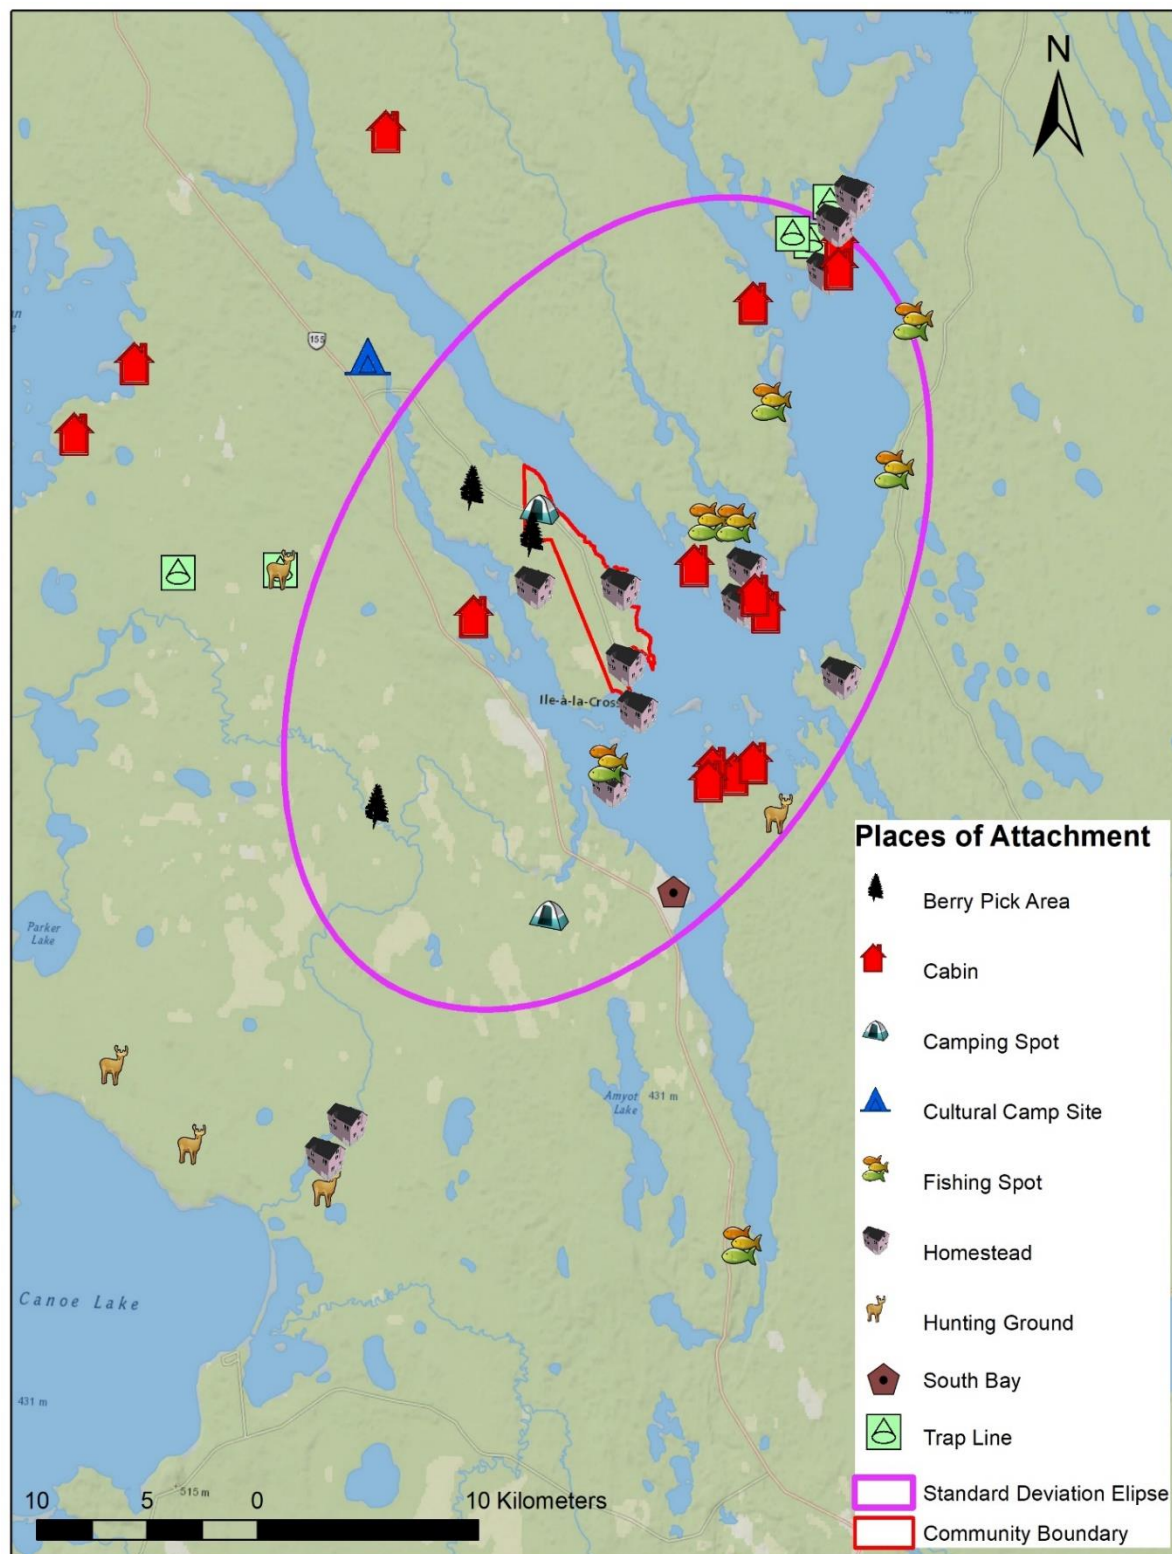 N
155
Ile-à-la-Cross
Parker
Lake
Amyot
Lake
431 m
Canoe Lake
431 m
515 m
10 5 0 10 Kilometers
Places of Attachment
Berry Pick Area
Cabin
Camping Spot
Cultural Camp Site
Fishing Spot
Homestead
Hunting Ground
South Bay
Trap Line
Standard Deviation Elipse
Community Boundary